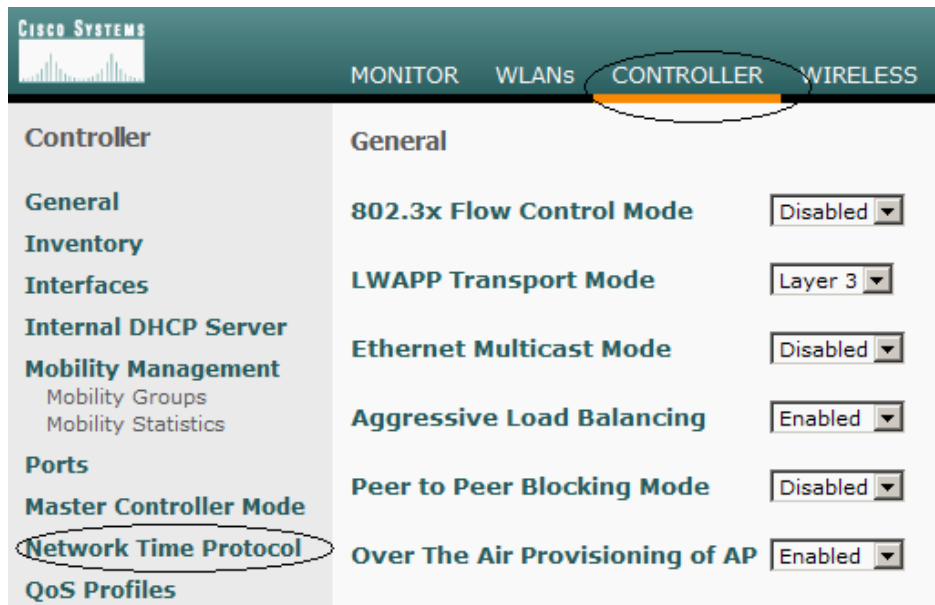 CISCO SYSTEMS
MONITOR WLANs CONTROLLER WIRELESS
Controller
General
Inventory
Interfaces
Internal DHCP Server
Mobility Management
Mobility Groups
Mobility Statistics
Ports
Master Controller Mode
Network Time Protocol
QoS Profiles
General
802.3x Flow Control Mode Disabled
LWAPP Transport Mode Layer 3
Ethernet Multicast Mode Disabled
Aggressive Load Balancing Enabled
Peer to Peer Blocking Mode Disabled
Over The Air Provisioning of AP Enabled